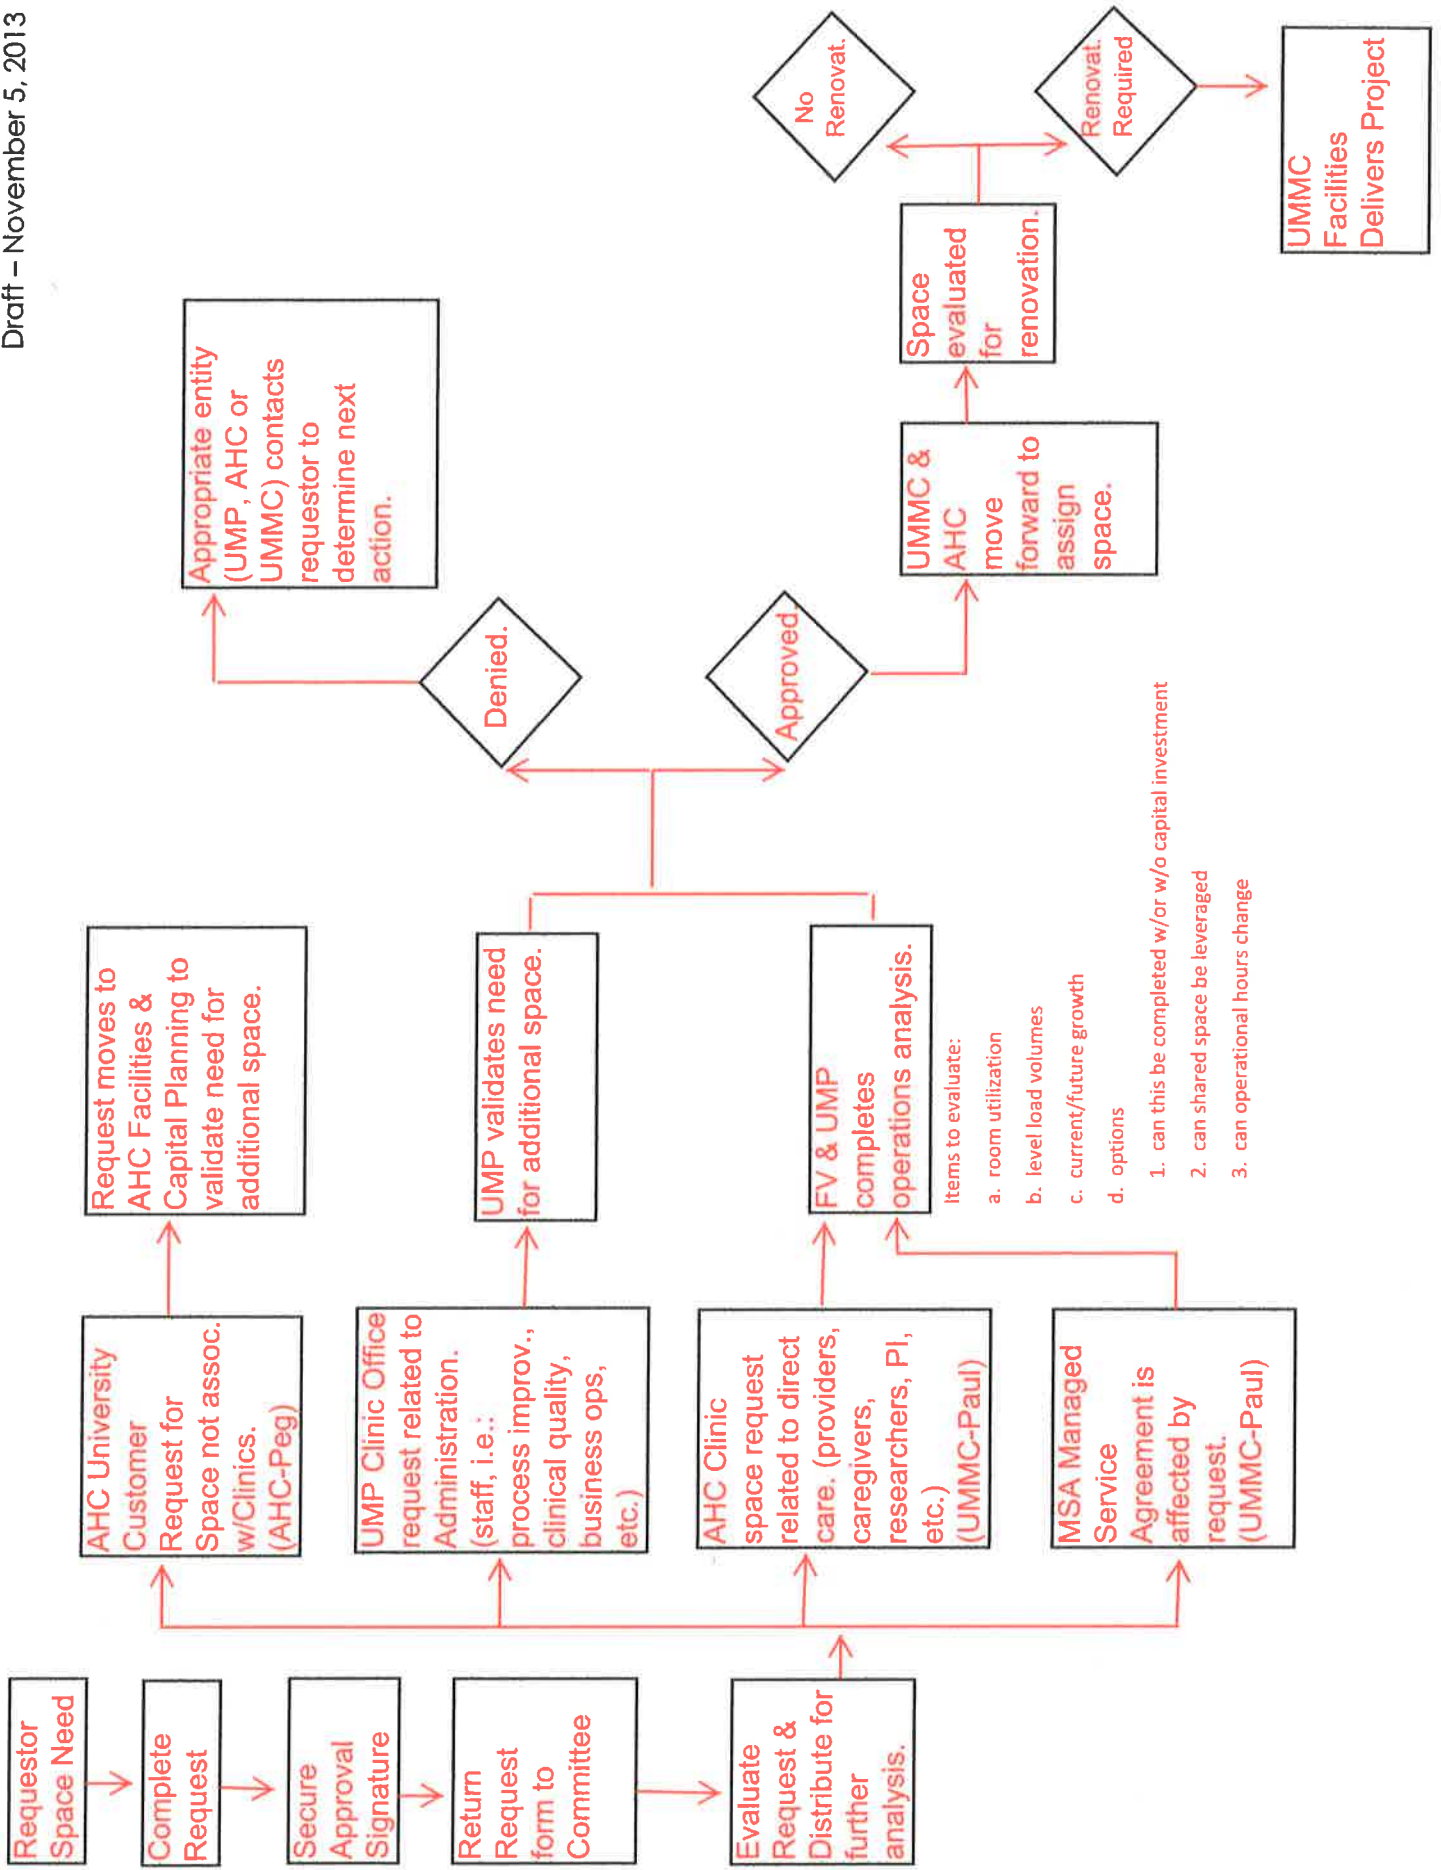 Draft – November 5, 2013
Requestor
Space Need
Complete
Request
Secure
Approval
Signature
Return
Request
form to
Committee
Evaluate
Request &
Distribute for
further
analysis.
AHC University
Customer
Request for
Space not assoc.
w/Clinics.
(AHC-Peg)
UMP Clinic Office
request related to
Administration.
(staff, i.e.:
process improv.,
clinical quality,
business ops,
etc.)
AHC Clinic
space request
related to direct
care. (providers,
caregivers,
researchers, PI,
etc.)
(UMMC-Paul)
MSA Managed
Service
Agreement is
affected by
request.
(UMMC-Paul)
Request moves to
AHC Facilities &
Capital Planning to
validate need for
additional space.
UMP validates need
for additional space.
FV & UMP
completes
operations analysis.
Items to evaluate:
a. room utilization
b. level load volumes
c. current/future growth
d. options
1. can this be completed w/or w/o capital investment
2. can shared space be leveraged
3. can operational hours change
Denied.
Approved.
Appropriate entity
(UMP, AHC or
UMMC) contacts
requestor to
determine next
action.
UMMC &
AHC
move
forward to
assign
space.
Space
evaluated
for
renovation.
No
Renovat.
Renovat.
Required
UMMC
Facilities
Delivers Project